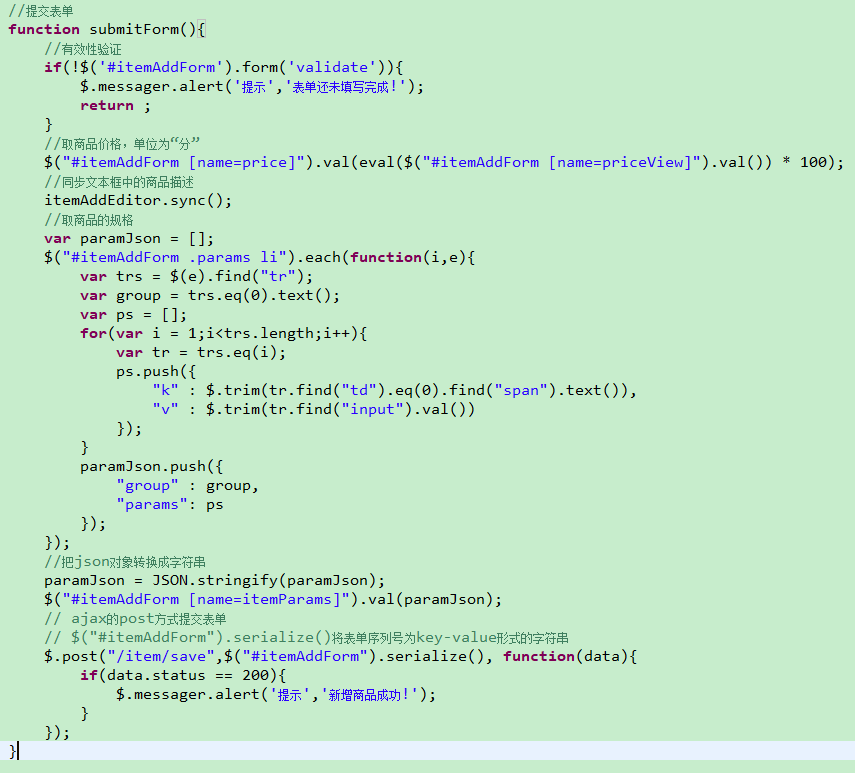 //提交表单
function submitForm(){
    //有效性验证
    if(!$('#itemAddForm').form('validate')){
        $.messager.alert('提示','表单还未填写完成!');
        return ;
    }
    //取商品价格，单位为“分”
    $("#itemAddForm [name=price]").val(eval($("#itemAddForm [name=priceView]").val()) * 100);
    //同步文本框中的商品描述
    itemAddEditor.sync();
    //取商品的规格
    var paramJson = [];
    $("#itemAddForm .params li").each(function(i,e){
        var trs = $(e).find("tr");
        var group = trs.eq(0).text();
        var ps = [];
        for(var i = 1;i<trs.length;i++){
            var tr = trs.eq(i);
            ps.push({
                "k" : $.trim(tr.find("td").eq(0).find("span").text()),
                "v" : $.trim(tr.find("input").val())
            });
        }
        paramJson.push({
            "group" : group,
            "params": ps
        });
    });
    //把json对象转换成字符串
    paramJson = JSON.stringify(paramJson);
    $("#itemAddForm [name=itemParams]").val(paramJson);
    // ajax的post方式提交表单
    // $("#itemAddForm").serialize()将表单序列号为key-value形式的字符串
    $.post("/item/save",$("#itemAddForm").serialize(), function(data){
        if(data.status == 200){
            $.messager.alert('提示','新增商品成功!');
        }
    });
}